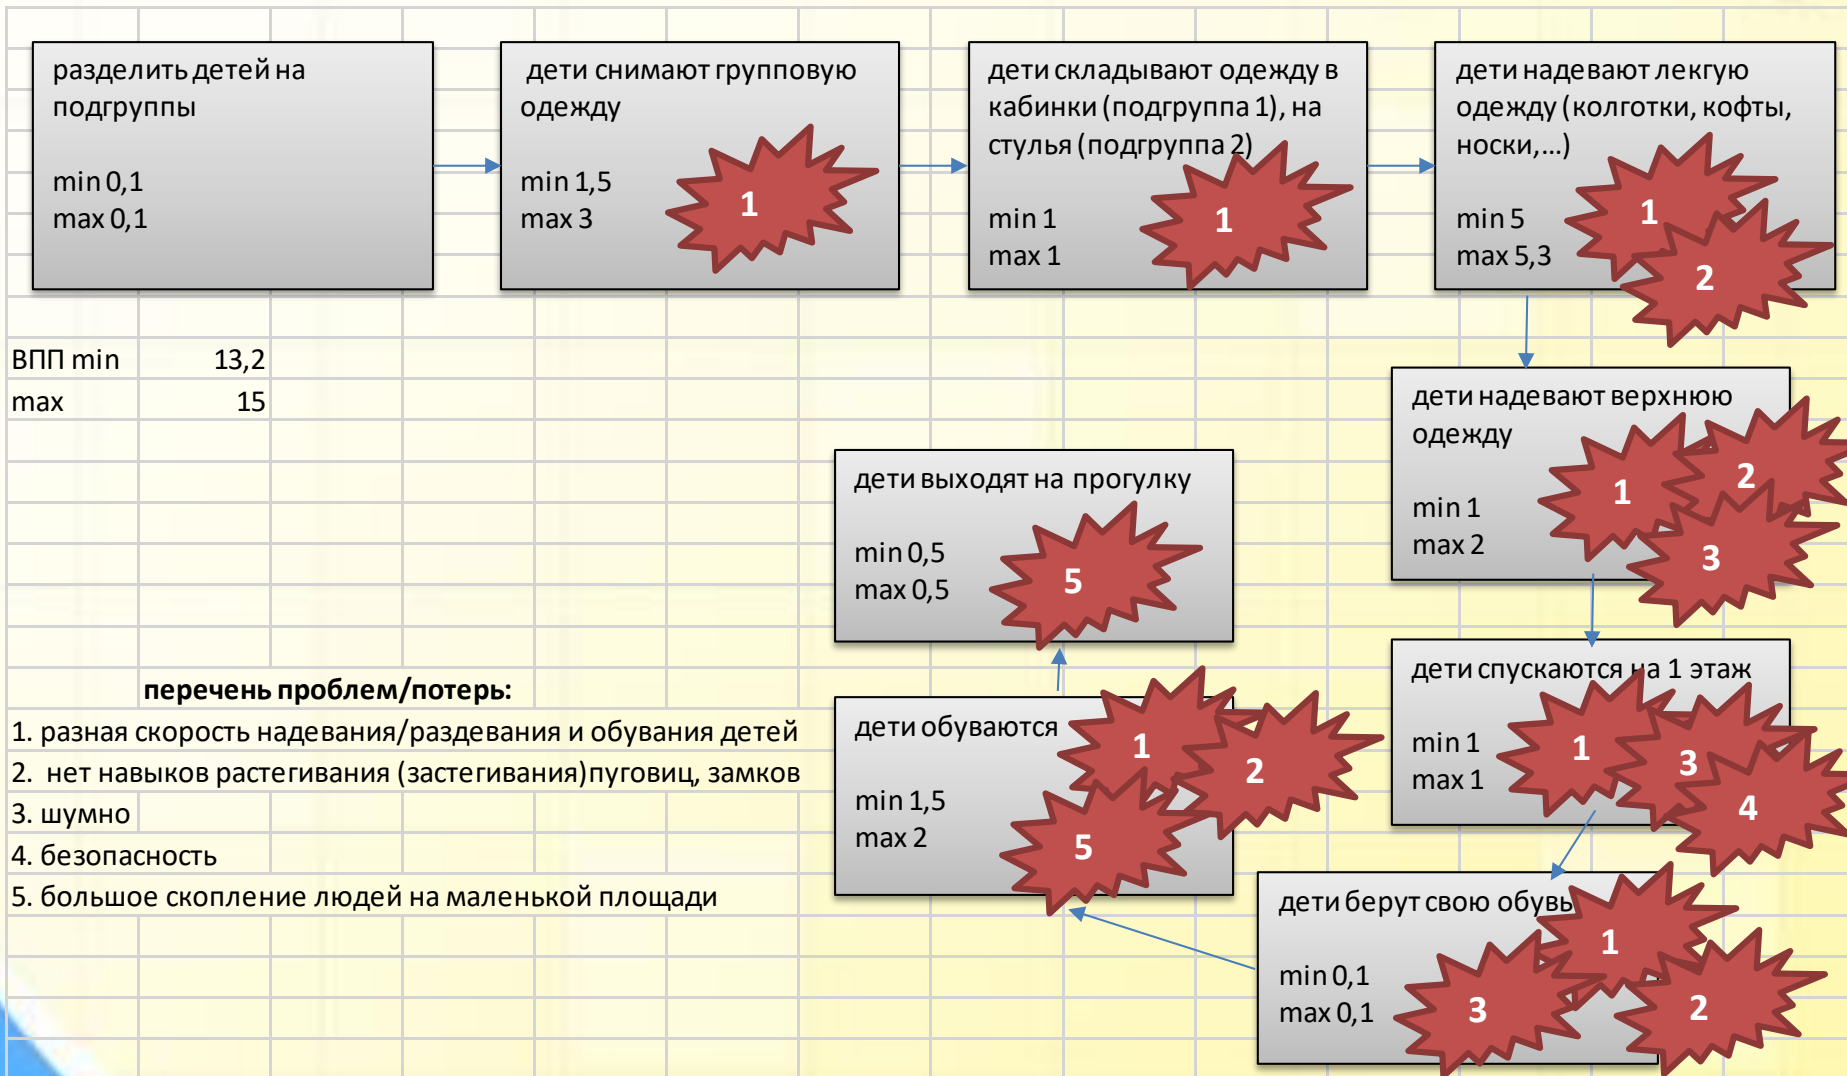 разделить детей на
подгруппы
min 0,1
max 0,1
дети снимают групповую
одежду
min 1,5
max 3
1
дети складывают одежду в
кабинки (подгруппа 1), на
стулья (подгруппа 2)
min 1
max 1
1
дети надевают лекгую
одежду (колготки, кофты,
носки,...)
min 5
max 5,3
1
2
ВПП min 13,2
max 15
дети надевают верхнюю
одежду
min 1
max 2
1
2
3
дети спускаются на 1 этаж
min 1
max 1
1
3
4
дети берут свою обувь
min 0,1
max 0,1
1
3
2
дети обуваются
min 1,5
max 2
1
2
5
дети выходят на прогулку
min 0,5
max 0,5
5
перечень проблем/потерь:
1. разная скорость надевания/раздевания и обувания детей
2. нет навыков растегивания (застегивания)пуговиц, замков
3. шумно
4. безопасность
5. большое скопление людей на маленькой площади